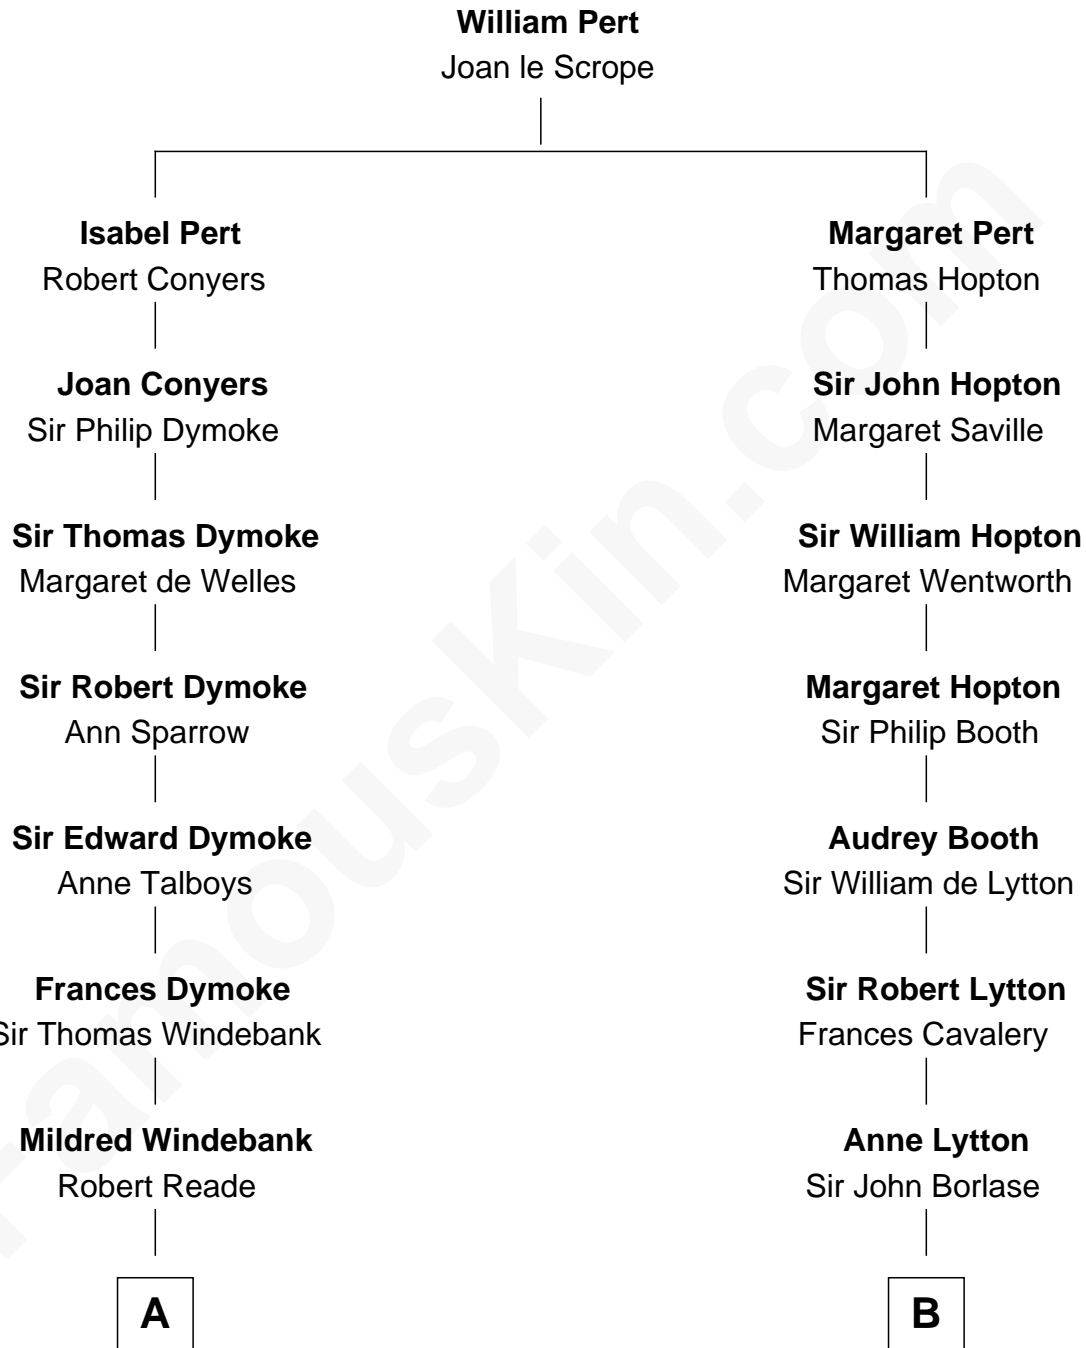 William Pert
Joan le Scrope
Isabel Pert
Robert Conyers
Margaret Pert
Thomas Hopton
Joan Conyers
Sir Philip Dymoke
Sir John Hopton
Margaret Saville
Sir Thomas Dymoke
Margaret de Welles
Sir William Hopton
Margaret Wentworth
Sir Robert Dymoke
Ann Sparrow
Margaret Hopton
Sir Philip Booth
Sir Edward Dymoke
Anne Talboys
Audrey Booth
Sir William de Lytton
Frances Dymoke
Sir Thomas Windebank
Sir Robert Lytton
Frances Cavalery
Mildred Windebank
Robert Reade
Anne Lytton
Sir John Borlase
A
B
FamousKin.com